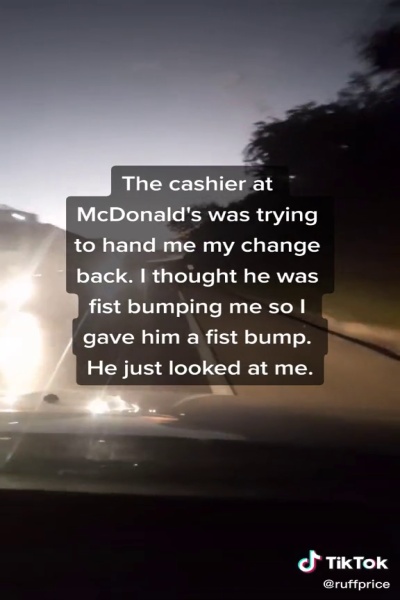 The cashier at
McDonald's was trying
to hand me my change
back. I thought he was
fist bumping me so I
gave him a fist bump.
He just looked at me.
TikTok
@ruffprice